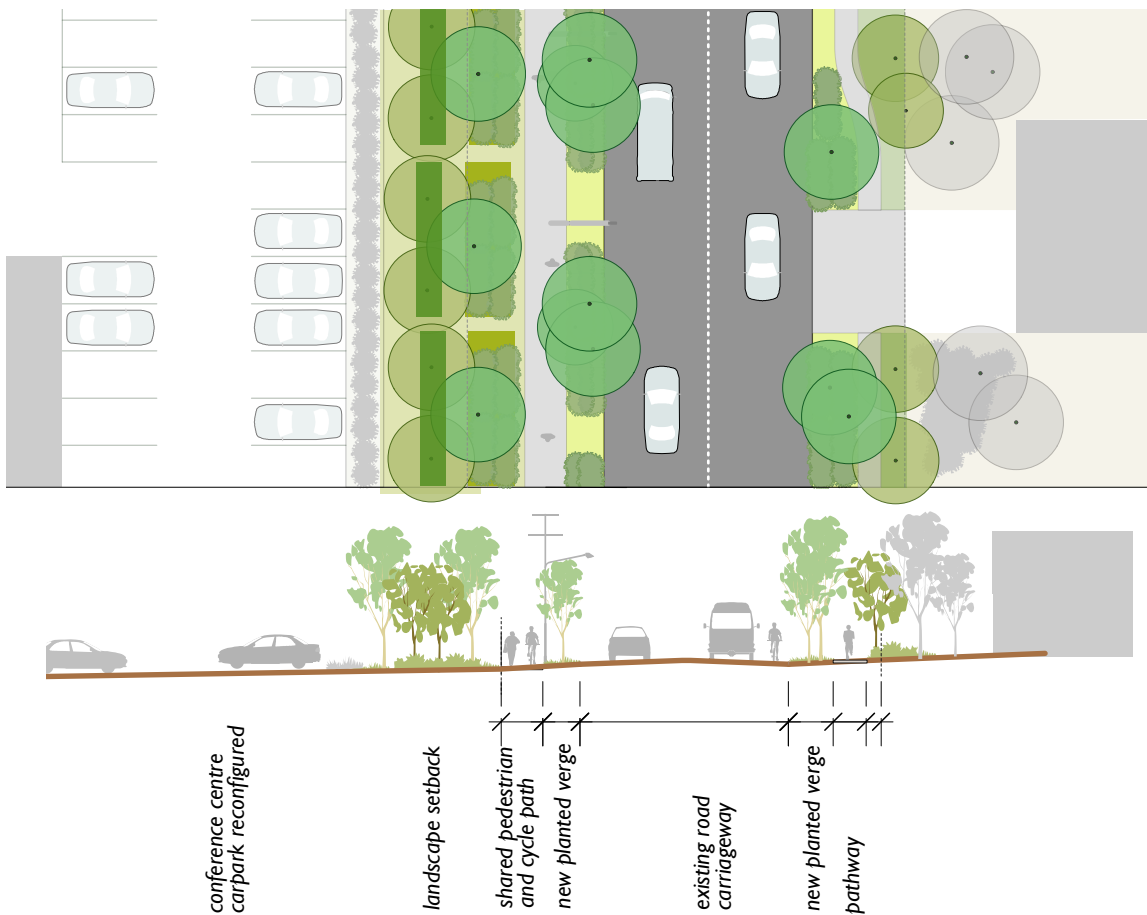 conference centre
carpark reconfigured
landscape setback
shared pedestrian
and cycle path
new planted verge
existing road
carriageway
new planted verge
pathway